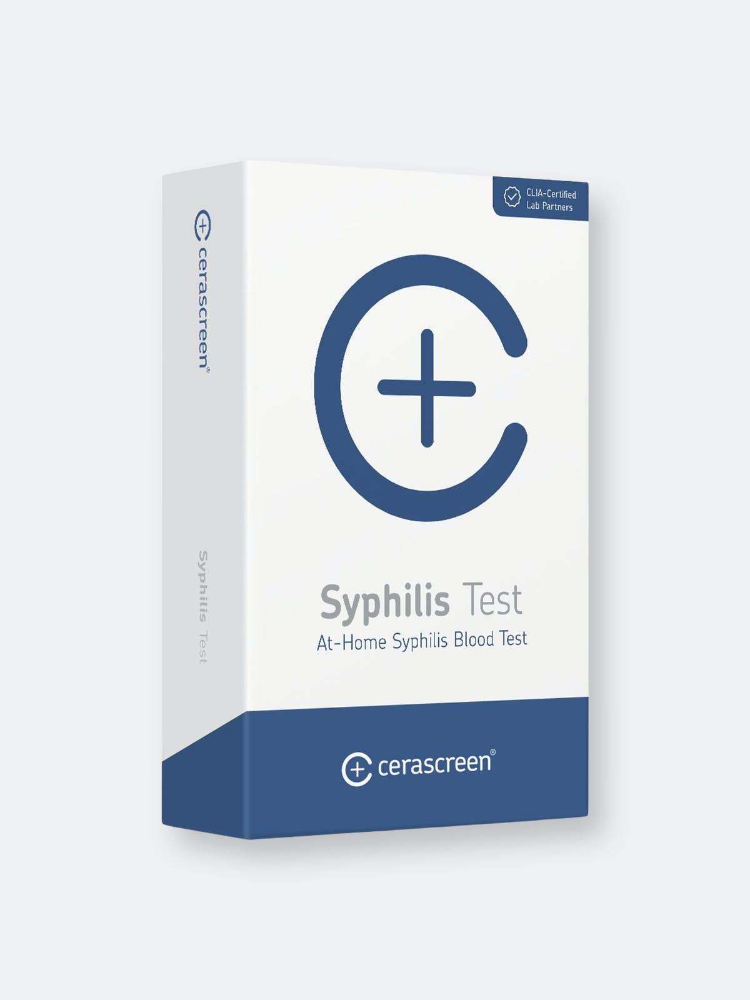 CLIA-Certified
Lab Partners
cerascreen®
Syphilis Test
Syphilis Test
At-Home Syphilis Blood Test
cerascreen®